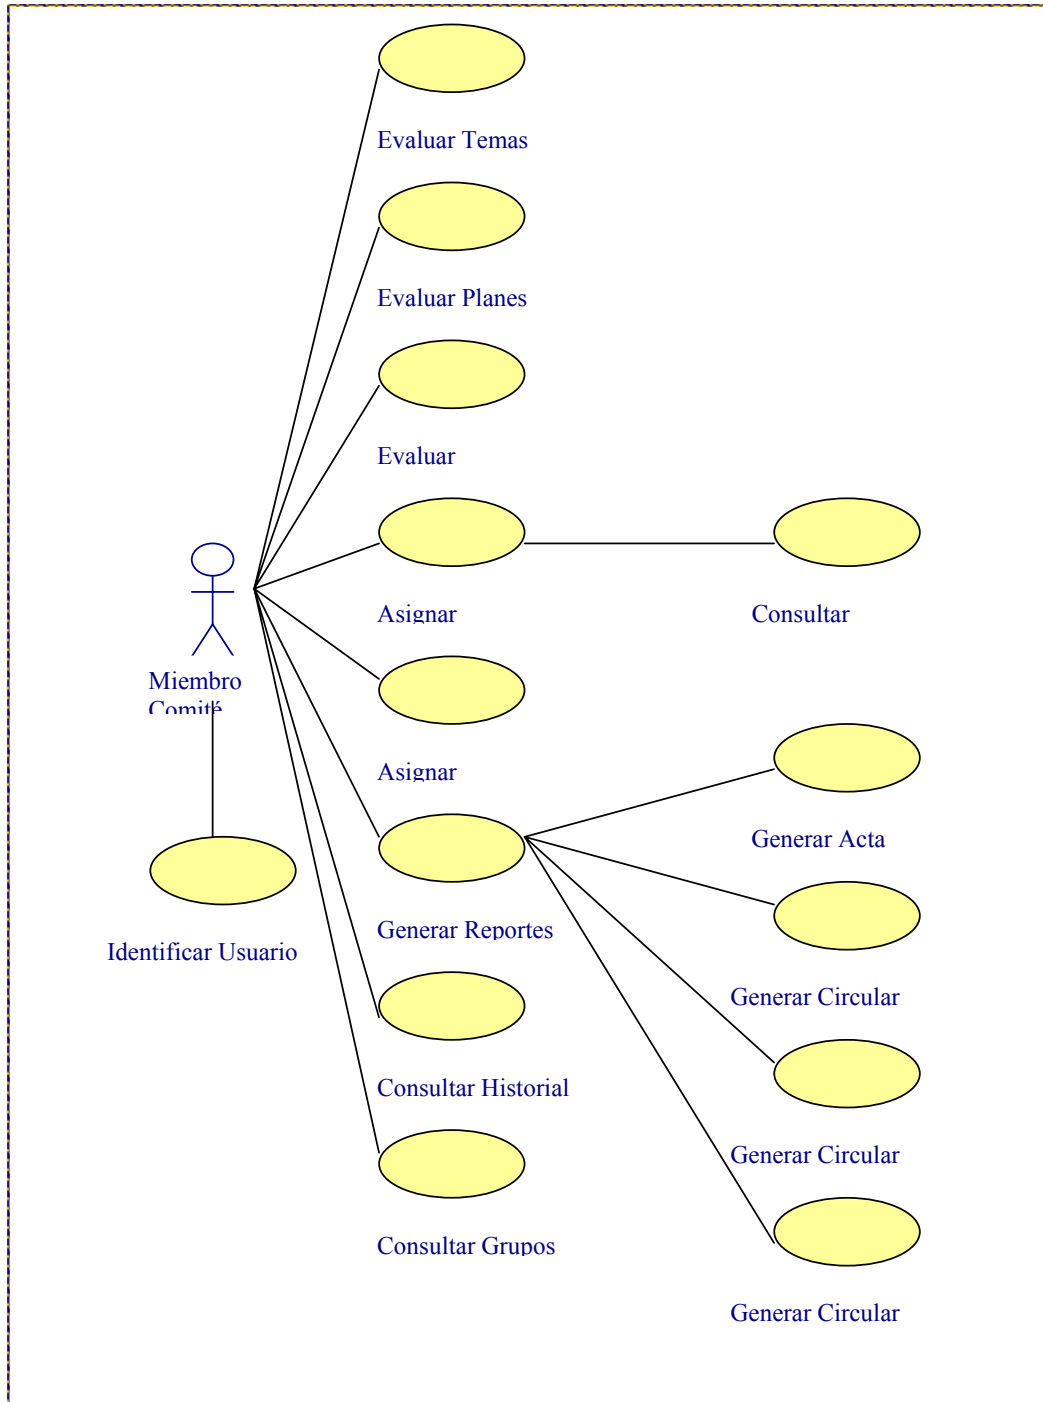 Evaluar Temas
Evaluar Planes
Evaluar
Asignar
Consultar
Miembro
Comité
Asignar
Generar Acta
Generar Reportes
Identificar Usuario
Generar Circular
Consultar Historial
Generar Circular
Consultar Grupos
Generar Circular